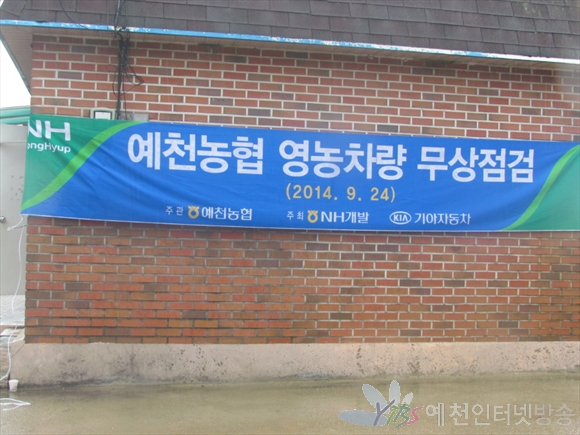 NH
ongHyup
예천농협 영농차량 무상점검
(2014. 9. 24)
주관 예천농협 주최 NH개발 KIA 기아자동차
YBS 예천인터넷방송